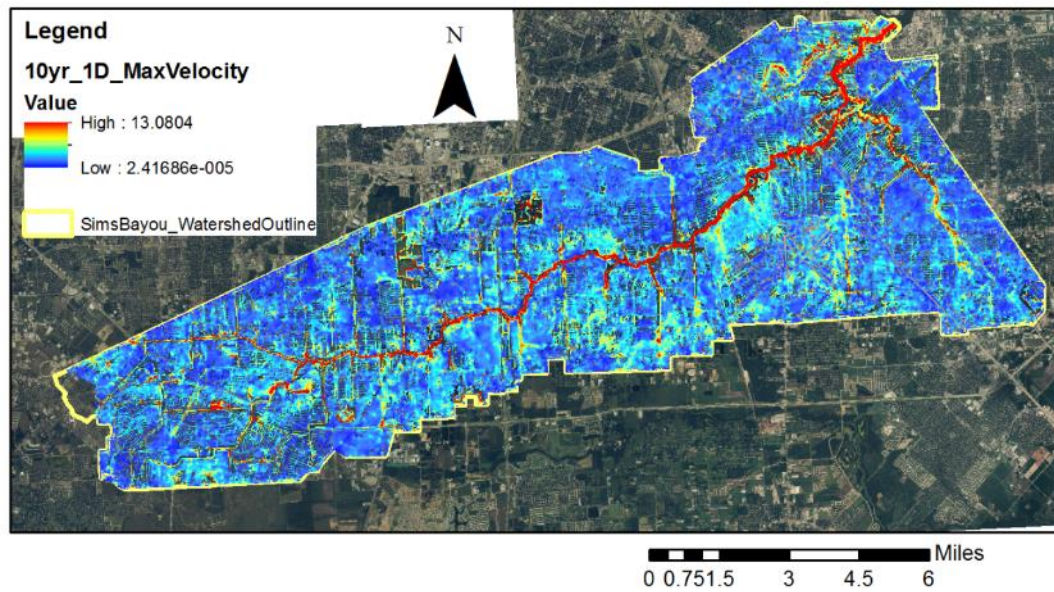 Legend
N
10yr_1D_MaxVelocity
Value
High : 13.0804
Low : 2.41686e-005
SimsBayou_WatershedOutline
Miles
0 0.751.5 3 4.5 6